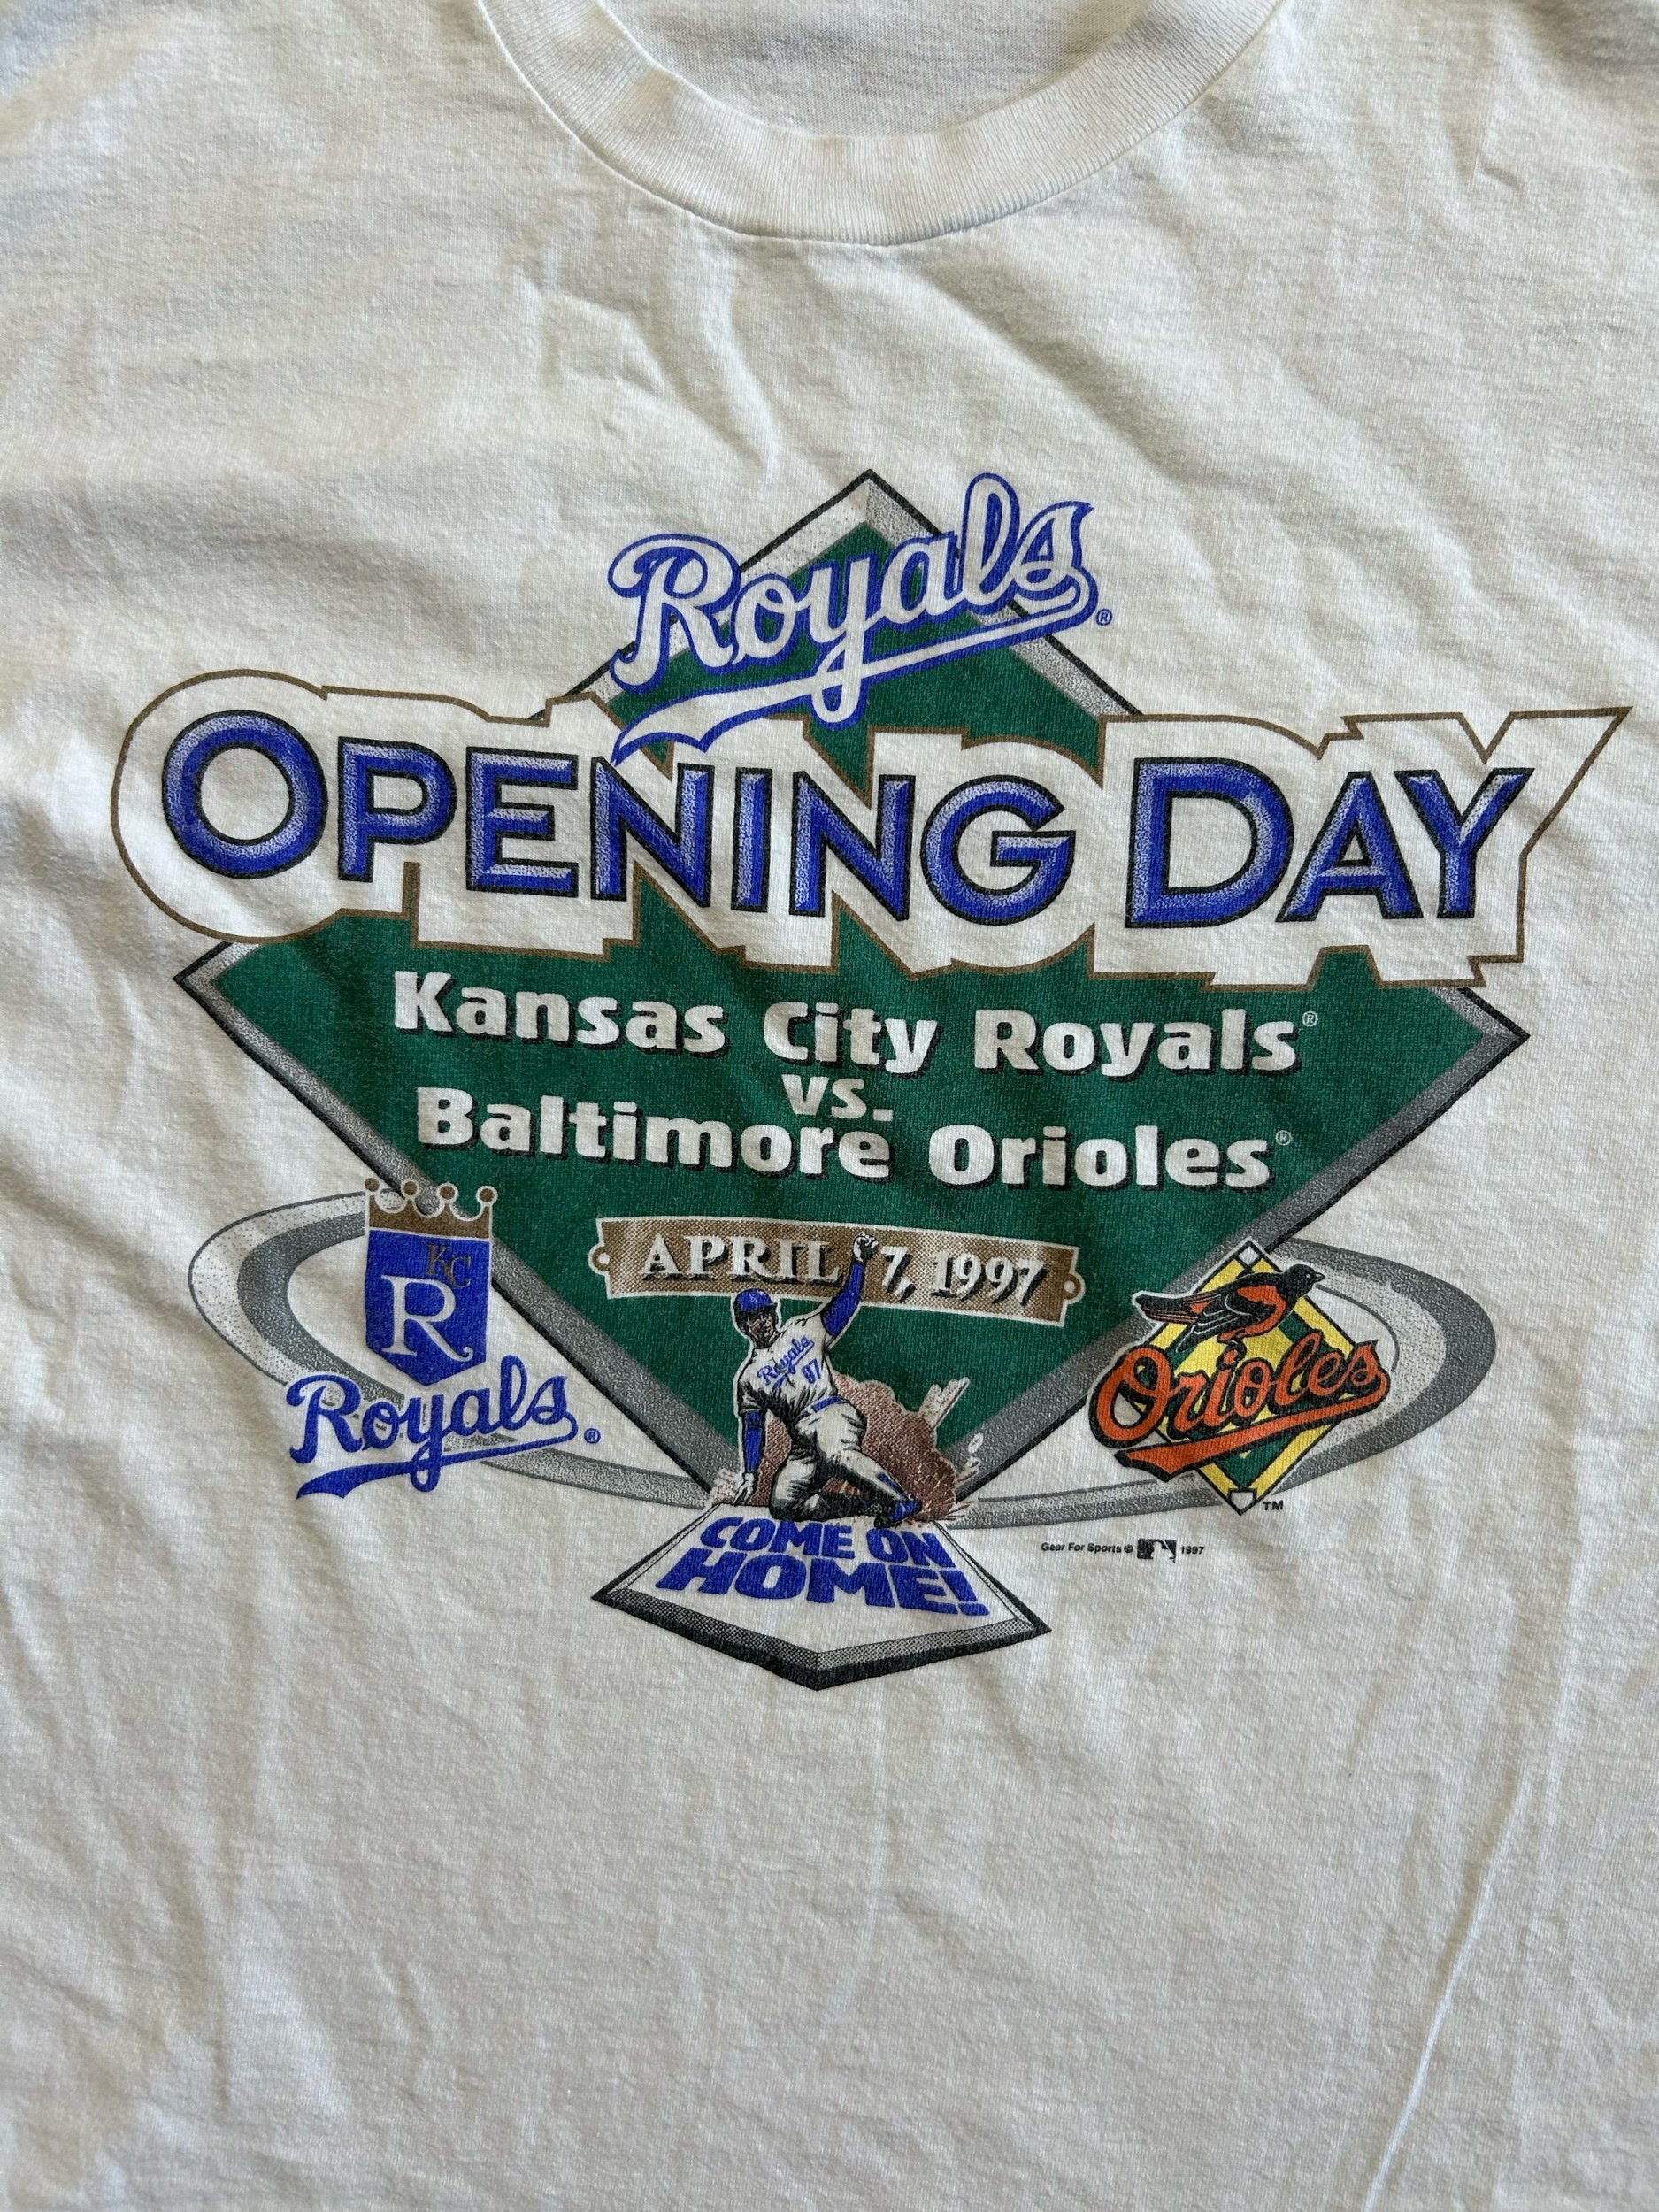 Royals®
OPENING DAY
Kansas City Royals®
vs.
Baltimore Orioles®
APRIL 7, 1997
KC
R
Royals®
Royals
97
Orioles
TM
COME ON
HOME!
Gear For Sports © 1997